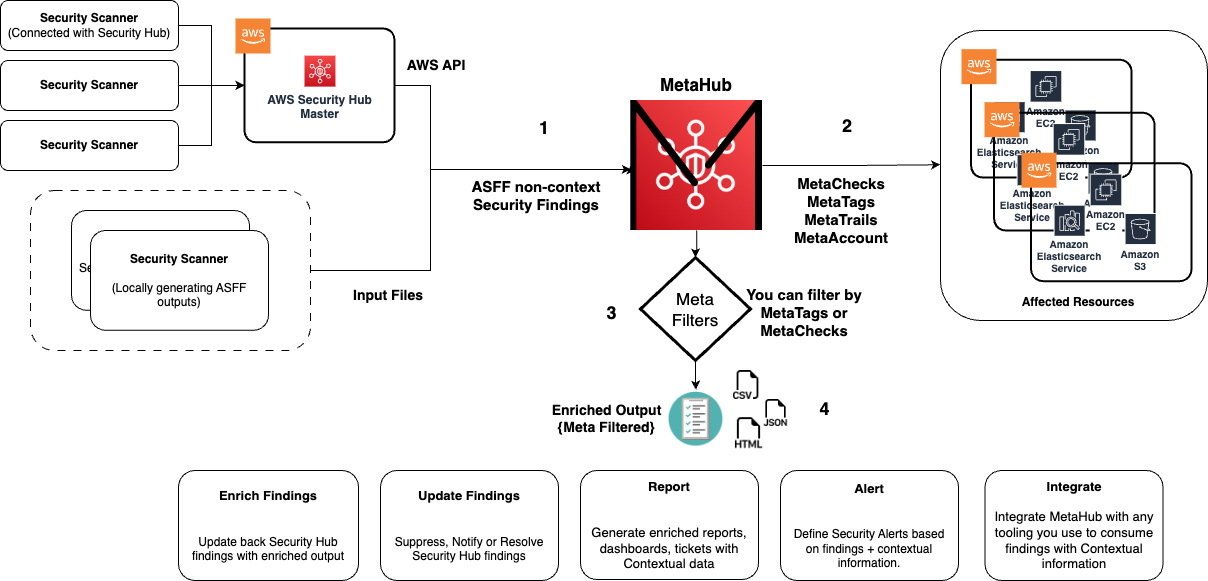 Security Scanner
(Connected with Security Hub)
Security Scanner
Security Scanner
aws
AWS Security Hub
Master
AWS API
Se
Security Scanner
(Locally generating ASFF
outputs)
Input Files
1
ASFF non-context
Security Findings
MetaHub
2
MetaChecks
MetaTags
MetaTrails
MetaAccount
aws
Amazon
EC2
Amazon
Elasticsearch
Service
aws
Amazon
EC2
Amazon
Elasticsearch
Service
aws
Amazon
EC2
Amazon
Elasticsearch
Service
Amazon
S3
Affected Resources
3
Meta
Filters
You can filter by
MetaTags or
MetaChecks
Enriched Output
{Meta Filtered}
CSV
JSON
HTML
4
Enrich Findings
Update back Security Hub
findings with enriched output
Update Findings
Suppress, Notify or Resolve
Security Hub findings
Report
Generate enriched reports,
dashboards, tickets with
Contextual data
Alert
Define Security Alerts based
on findings + contextual
information.
Integrate
Integrate MetaHub with any
tooling you use to consume
findings with Contextual
information